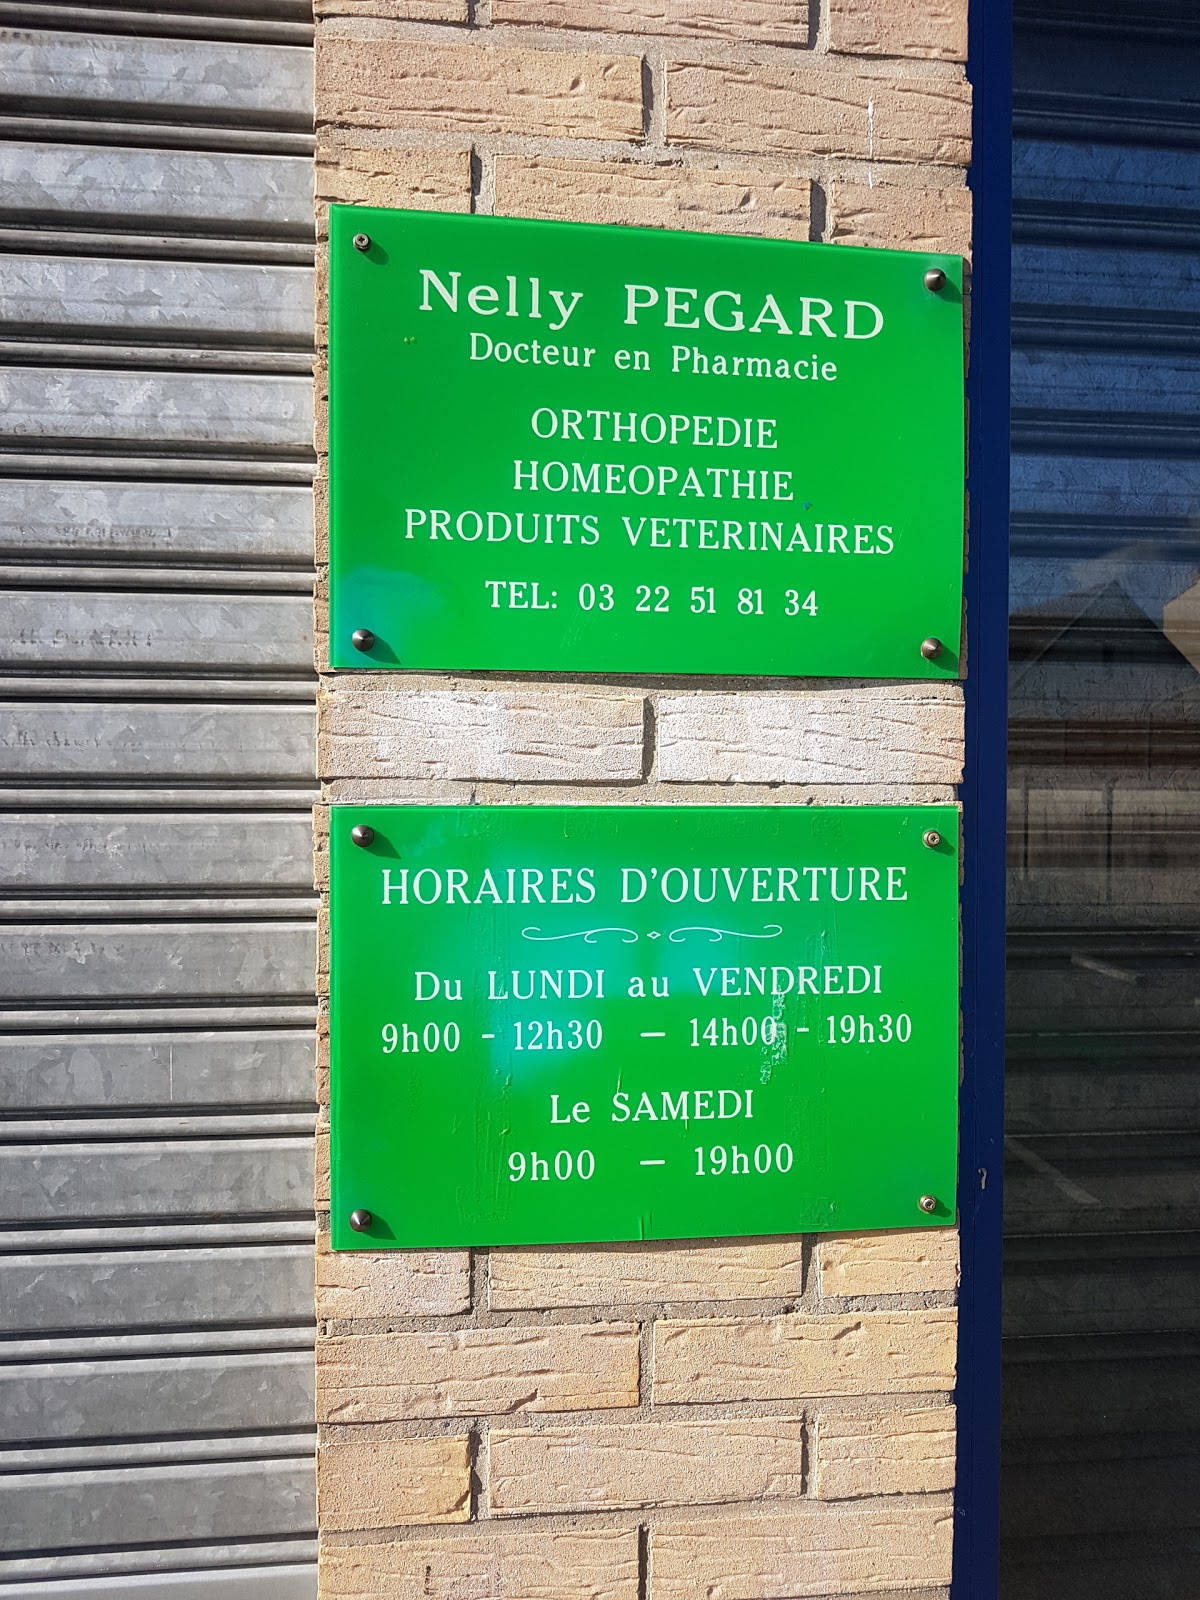 Nelly PEGARD
Docteur en Pharmacie
ORTHOPEDIE
HOMEOPATHIE
PRODUITS VETERINAIRES
TEL: 03 22 51 81 34
HORAIRES D'OUVERTURE
Du LUNDI au VENDREDI
9h00 - 12h30 — 14h00 - 19h30
Le SAMEDI
9h00 — 19h00